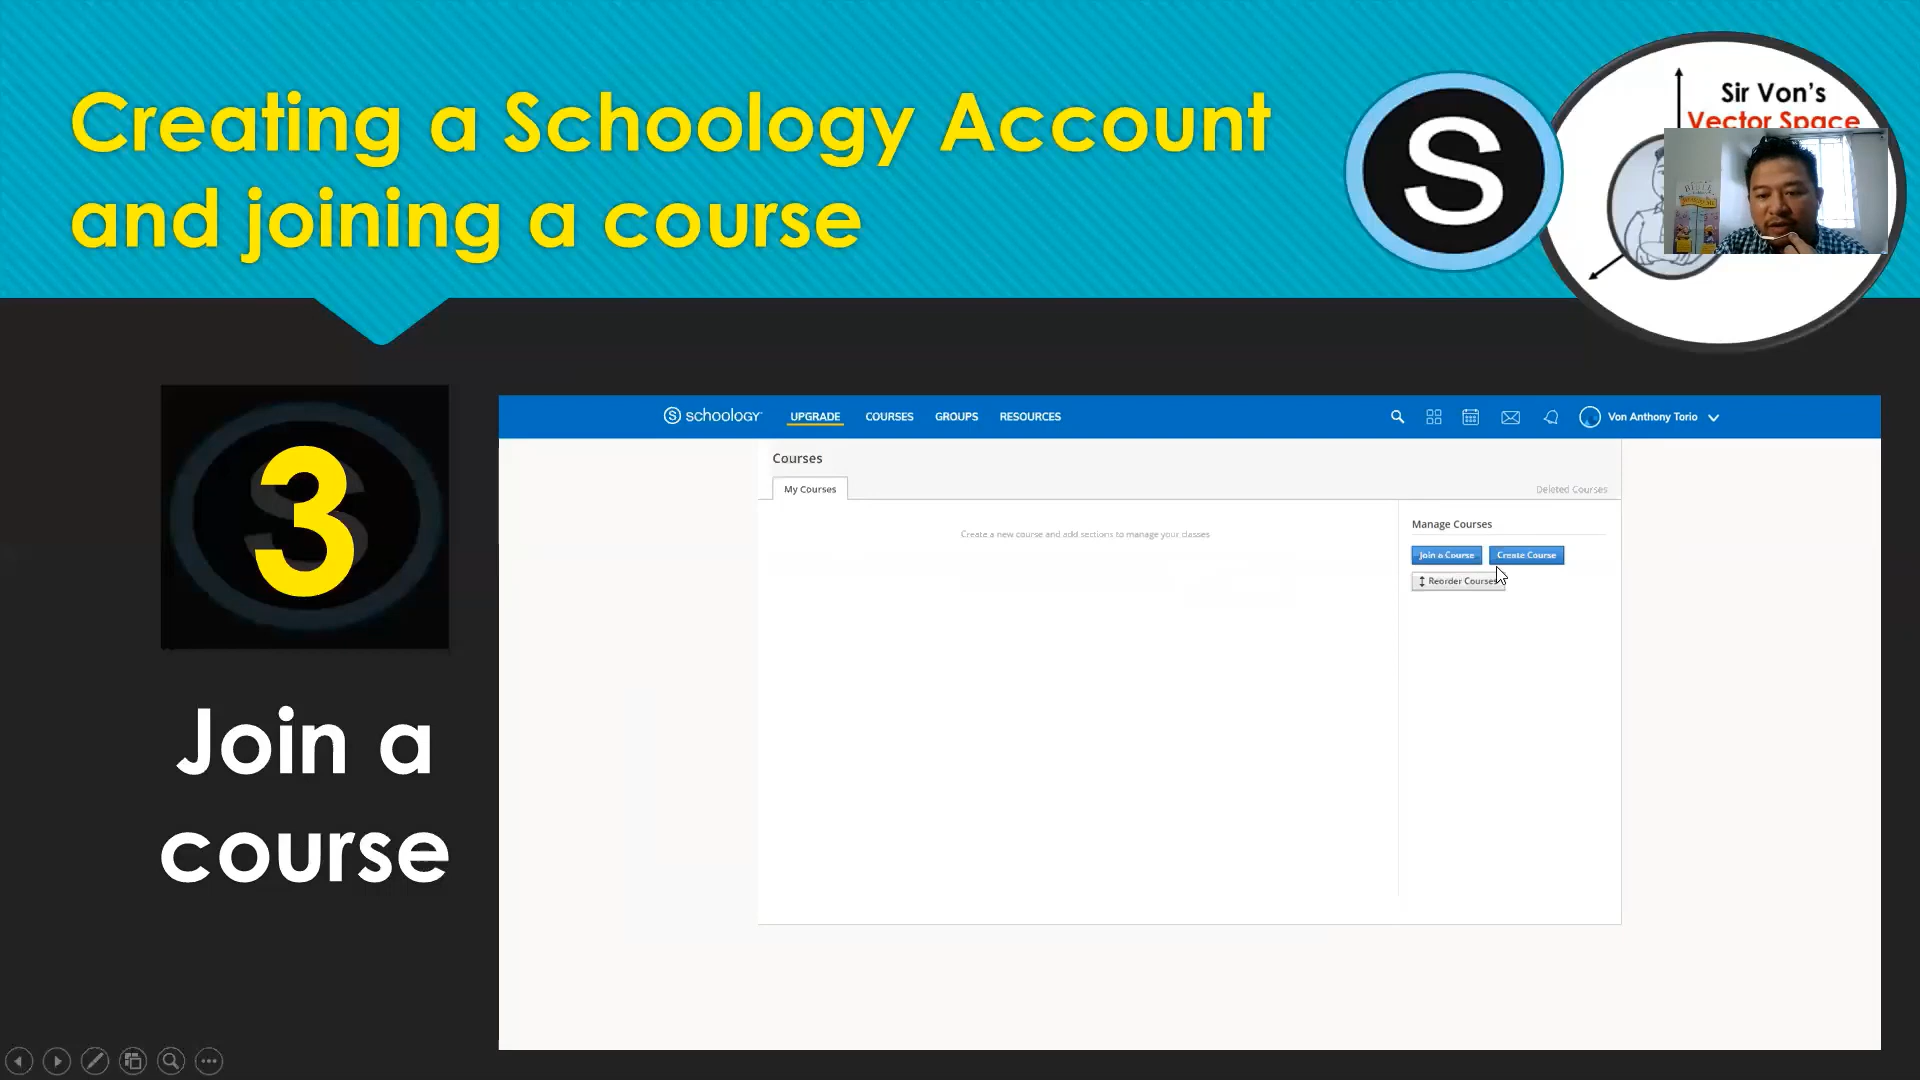 Creating a Schoology Account
and joining a course
S
Sir Von's
Vector Space
3
Join a
course
schoology
UPGRADE
COURSES
GROUPS
RESOURCES
Von Anthony Torio
Courses
My Courses
Deleted Courses
Create a new course and add sections to manage your classes
Manage Courses
Join a Course
Create Course
Reorder Courses